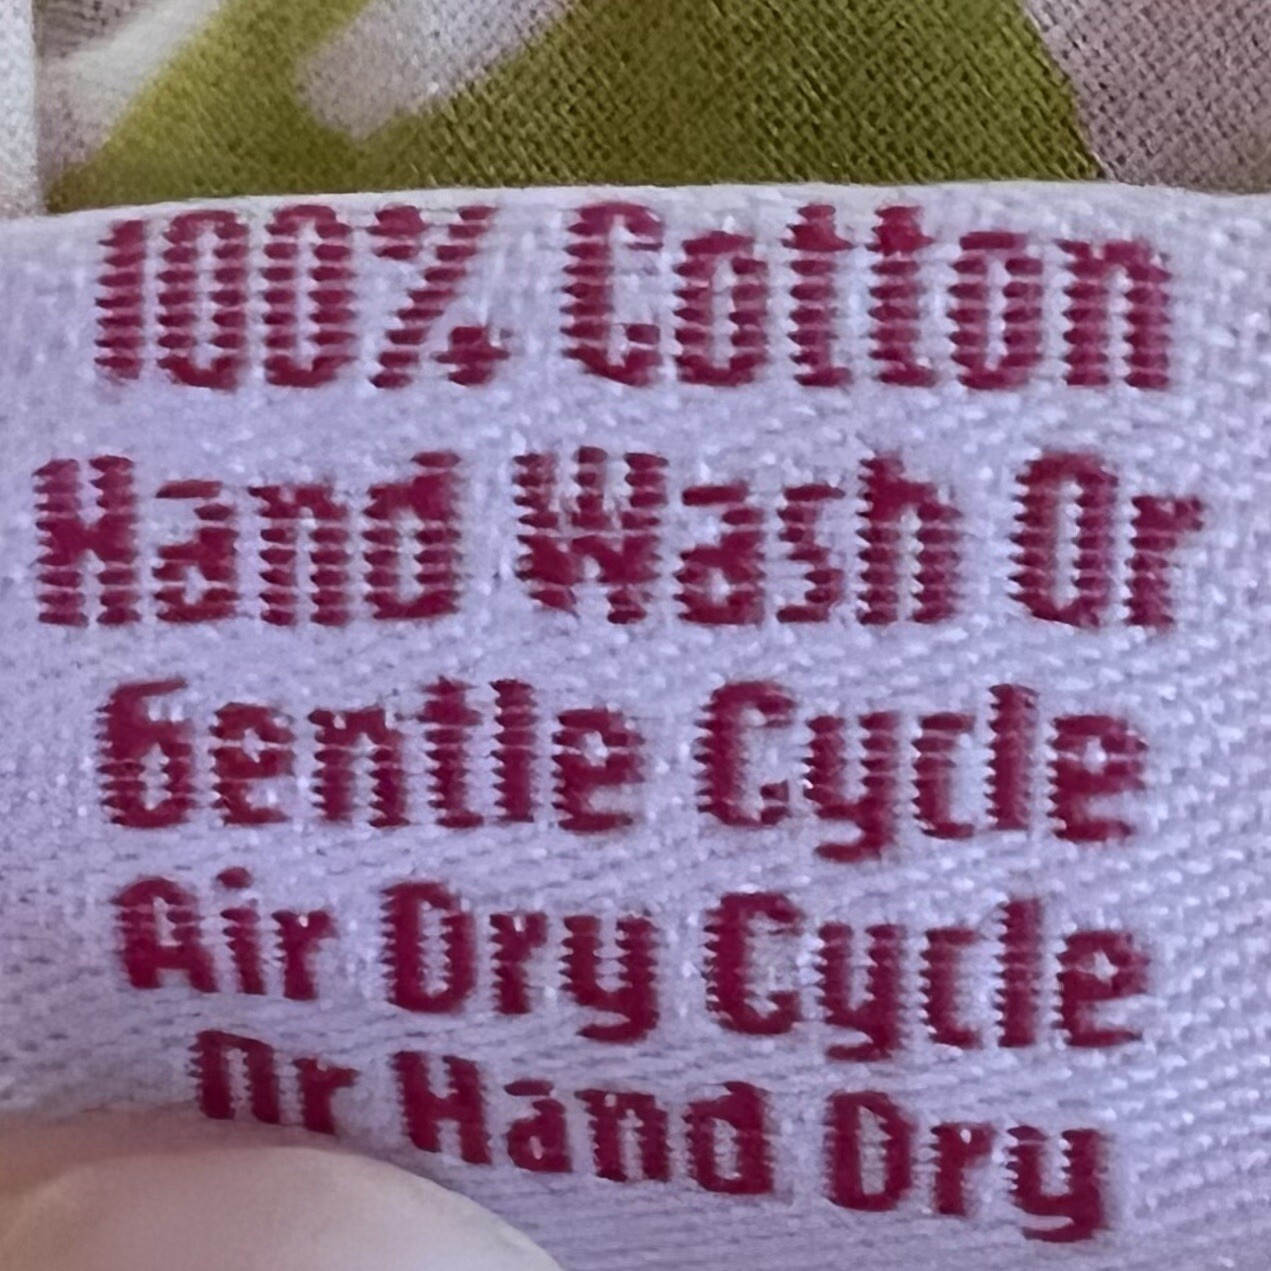 100% Cotton
Hand Wash Or
Gentle Cycle
Air Dry Cycle
Or Hand Dry